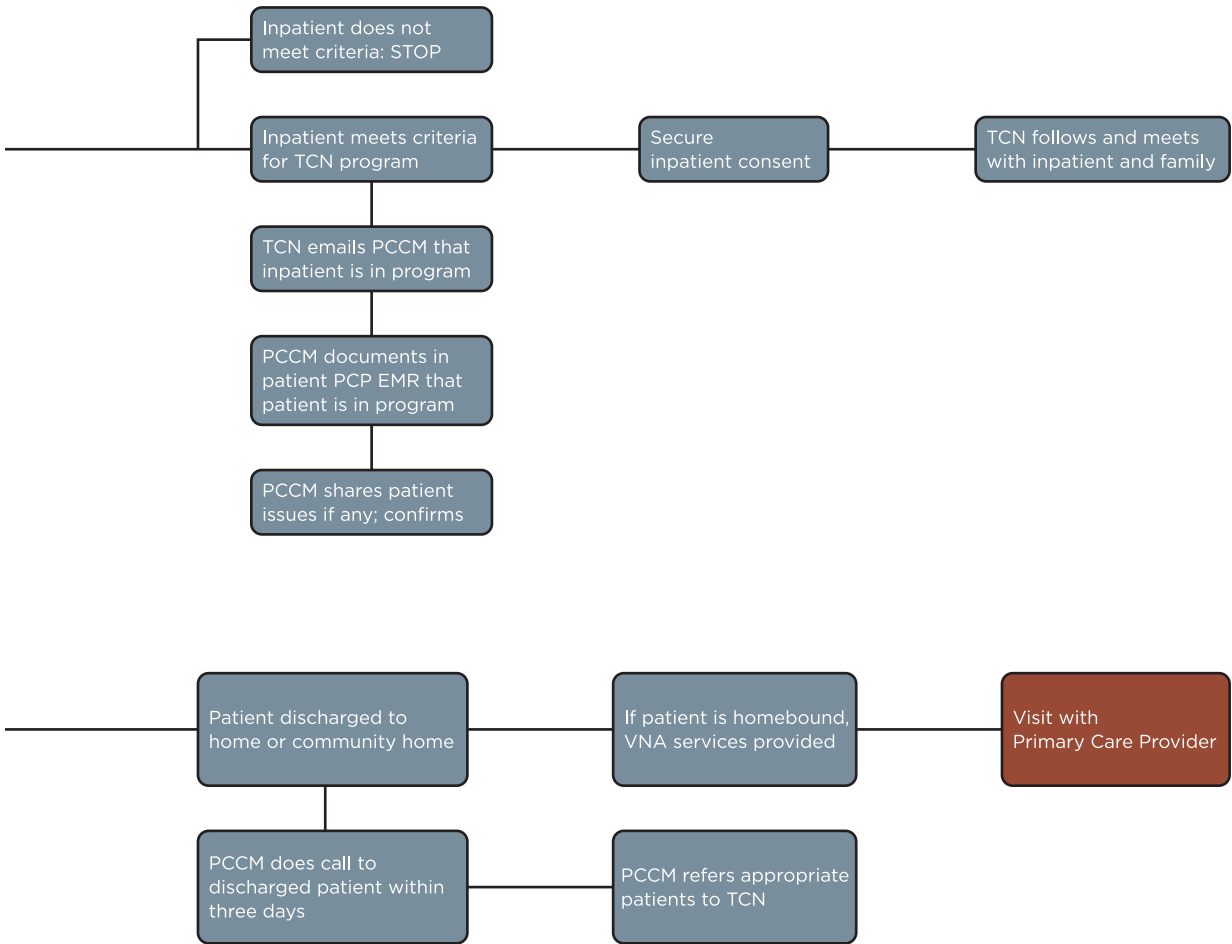 Inpatient does not
meet criteria: STOP
Inpatient meets criteria
for TCN program
Secure
inpatient consent
TCN follows and meets
with inpatient and family
TCN emails PCCM that
inpatient is in program
PCCM documents in
patient PCP EMR that
patient is in program
PCCM shares patient
issues if any; confirms
Patient discharged to
home or community home
If patient is homebound,
VNA services provided
Visit with
Primary Care Provider
PCCM does call to
discharged patient within
three days
PCCM refers appropriate
patients to TCN